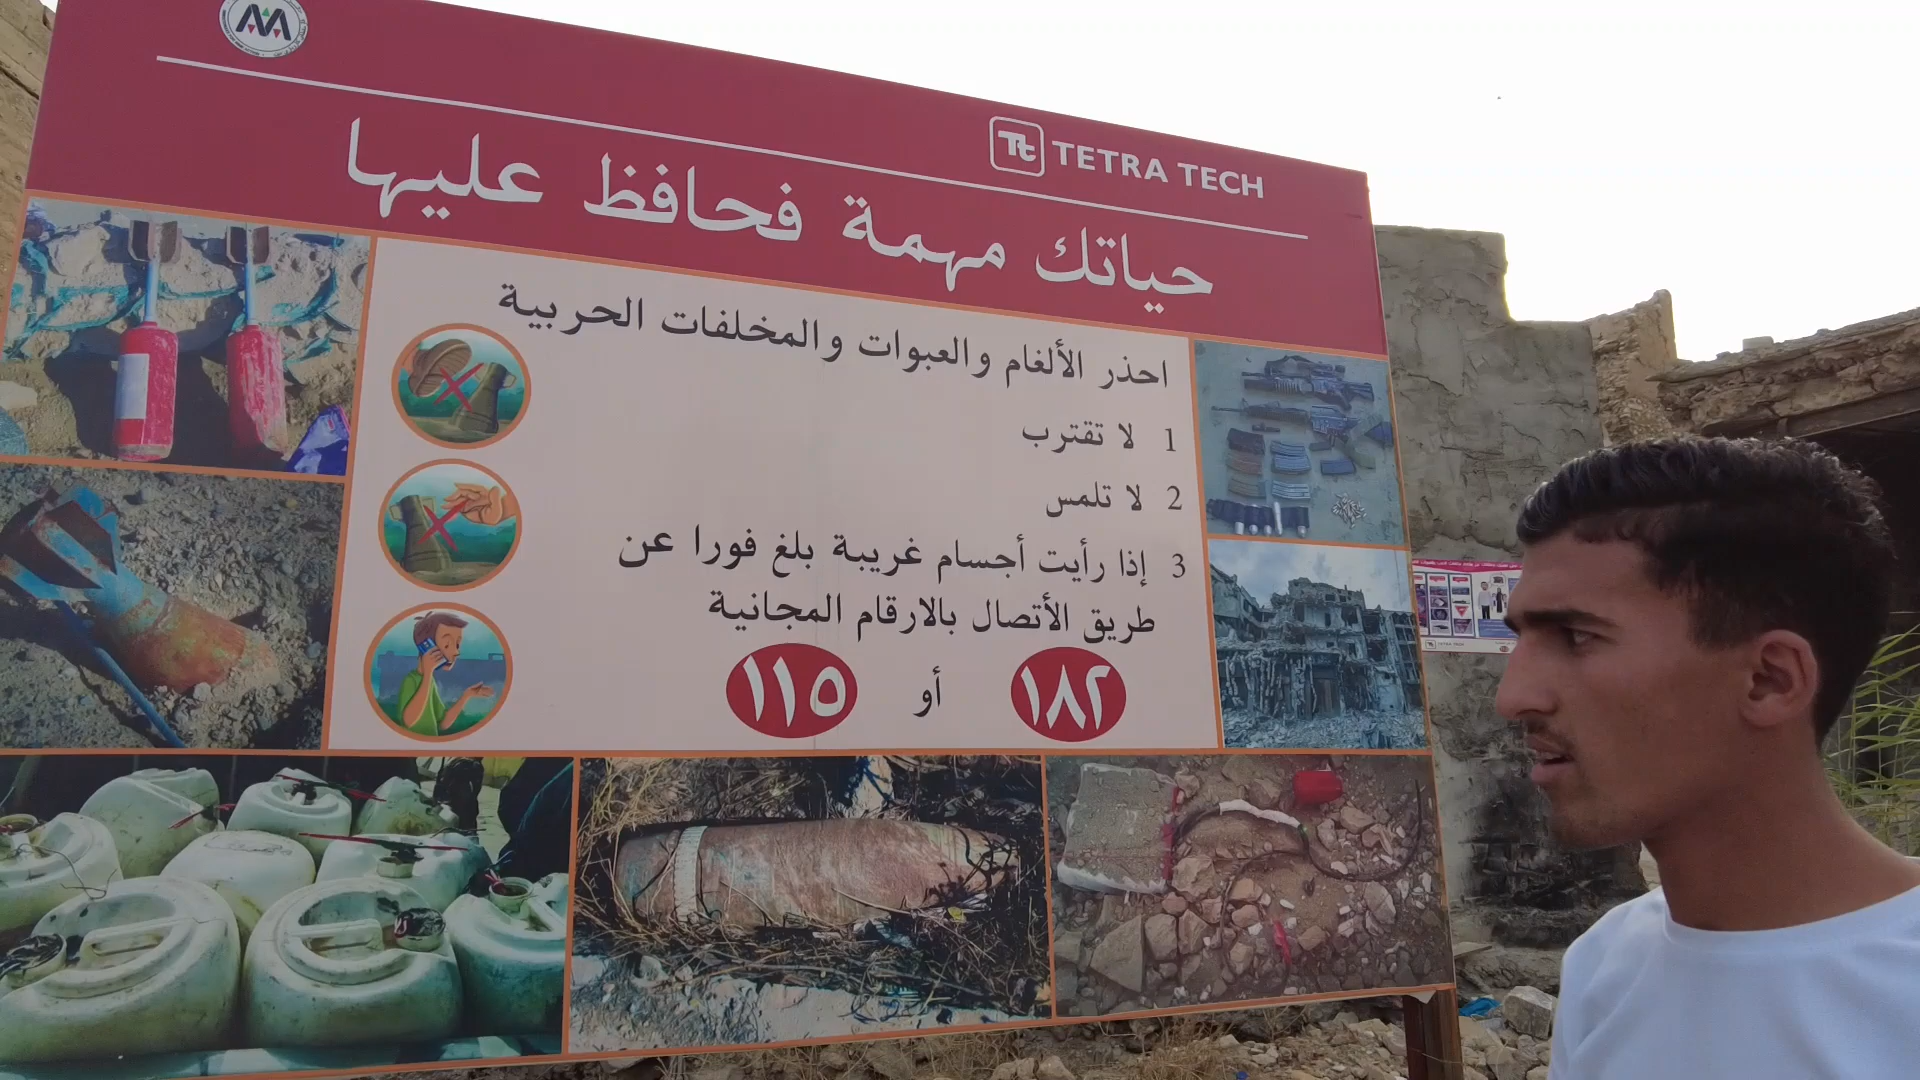 TETRA TECH
حياتك مهمة فحافظ عليها
احذر الألغام والعبوات والمخلفات الحربية
1 لا تقترب
2 لا تلمس
3 إذا رأيت أجسام غريبة بلغ فورا عن
طريق الأتصال بالارقام المجانية
١٨٢ أو ١١٥